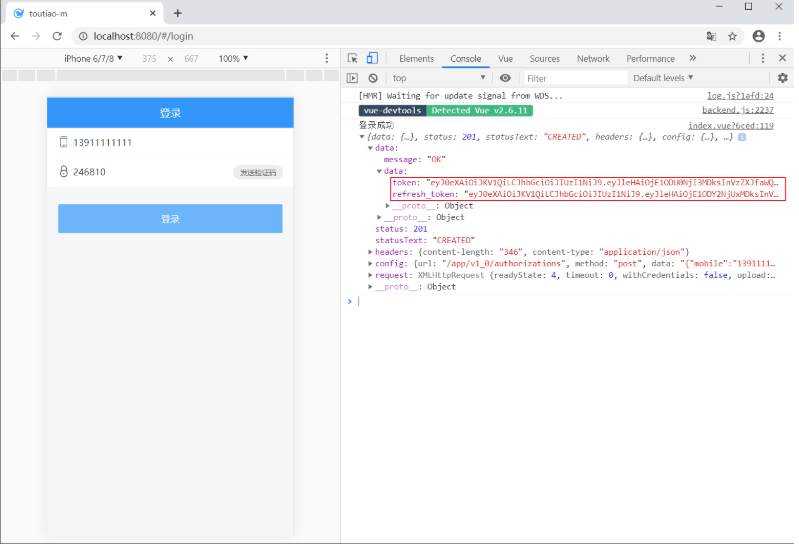 toutiao-m
localhost:8080/#/login
iPhone 6/7/8 ▼ 375 × 667 100% ▼
Elements Console Vue Sources Network Performance »
top ▼ Filter Default levels ▼
登录
13911111111
246810 发送验证码
登录
[HMR] Waiting for update signal from WDS... log.js?1afd:24
vue-devtools Detected Vue v2.6.11 backend.js:2237
登录成功 index.vue?6ced:119
▼{data: {…}, status: 201, statusText: "CREATED", headers: {…}, config: {…}, …} i
▼data:
message: "OK"
▼data:
token: "eyJ0eXAiOiJKV1QiLCJhbGciOiJIUzI1NiJ9.eyJleHAiOjE1ODU0NjI3MDksInVzZXJfaWQ…
refresh_token: "eyJ0eXAiOiJKV1QiLCJhbGciOiJIUzI1NiJ9.eyJleHAiOjE1ODY2NjUxMDksInV…
▶__proto__: Object
▶__proto__: Object
status: 201
statusText: "CREATED"
▶headers: {content-length: "346", content-type: "application/json"}
▶config: {url: "/app/v1_0/authorizations", method: "post", data: "{"mobile":"1391111…
▶request: XMLHttpRequest {readyState: 4, timeout: 0, withCredentials: false, upload:…
▶__proto__: Object